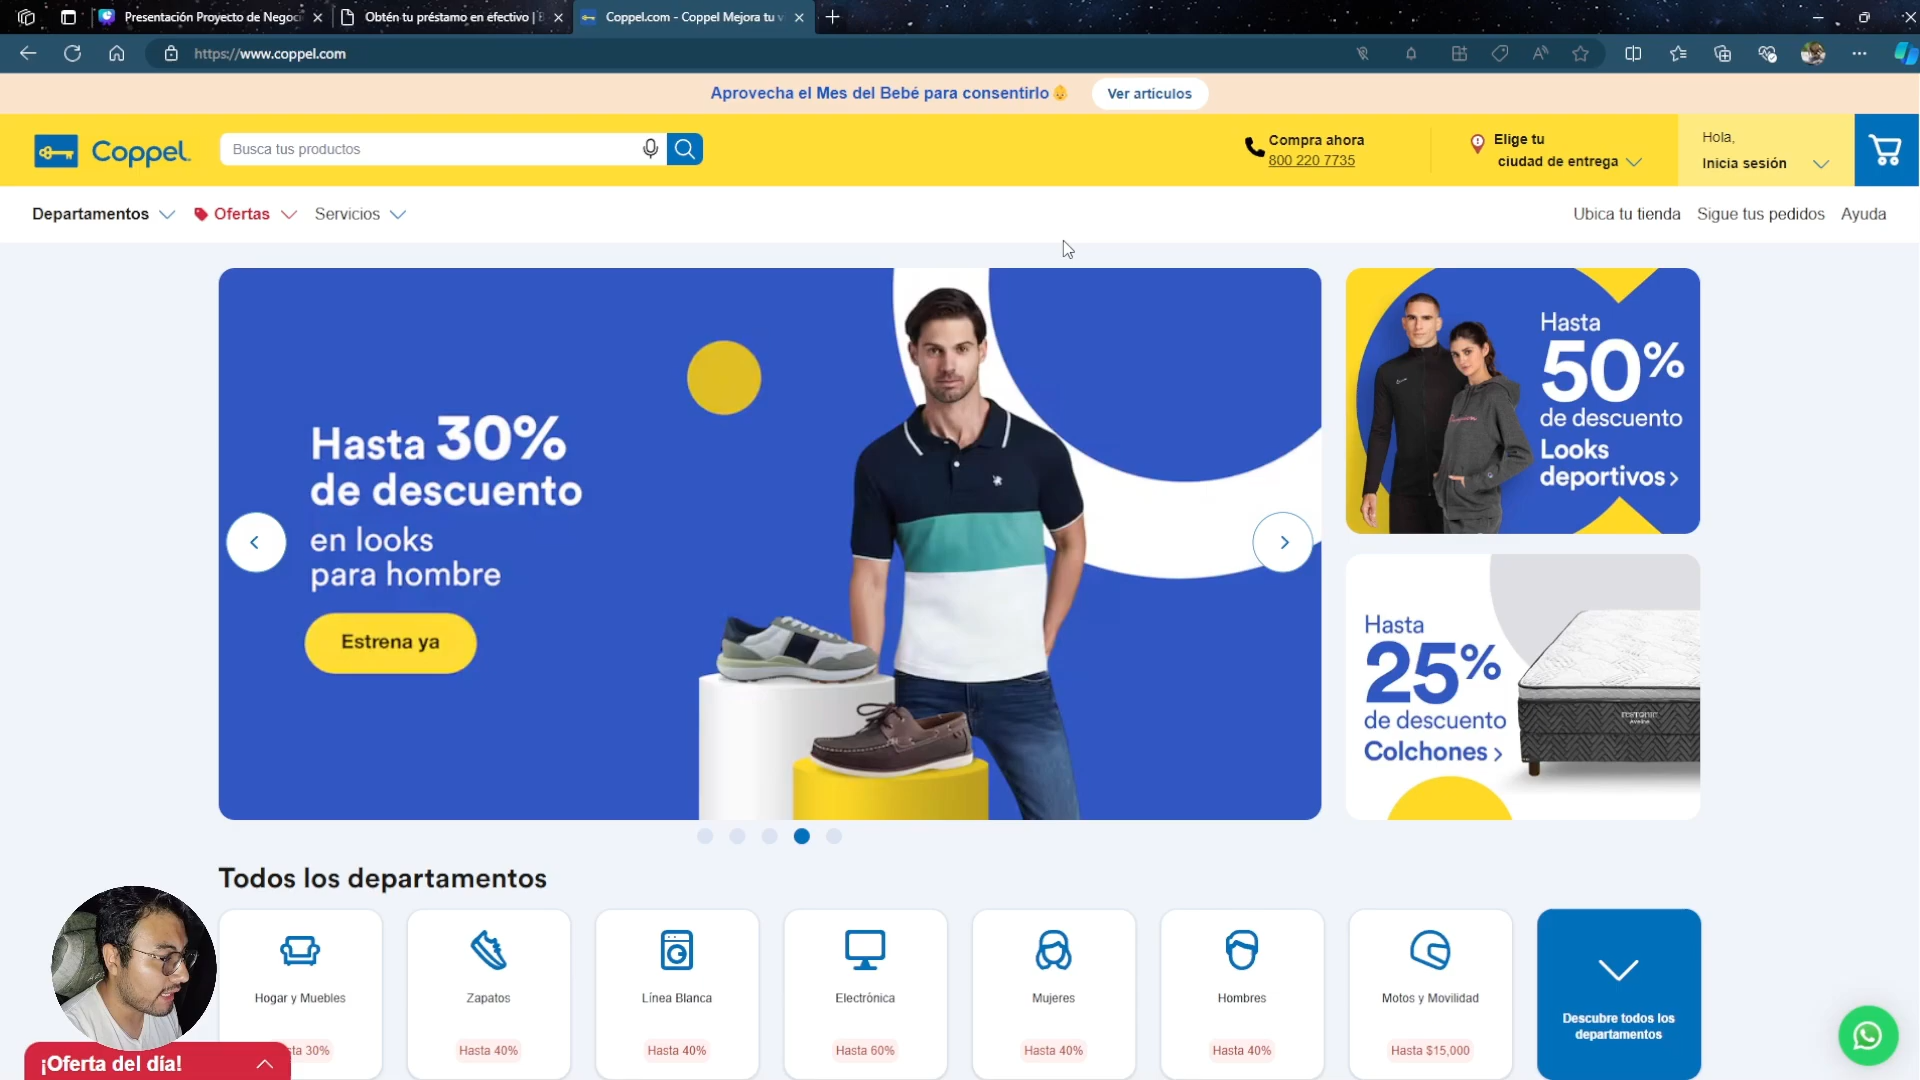 Presentación Proyecto de Negoci
Obtén tu préstamo en efectivo |
Coppel.com - Coppel Mejora tu v
https://www.coppel.com
Aprovecha el Mes del Bebé para consentirlo👶
Ver artículos
Coppel.
Busca tus productos
Compra ahora
800 220 7735
Elige tu
ciudad de entrega
Hola,
Inicia sesión
Departamentos
Ofertas
Servicios
Ubica tu tienda
Sigue tus pedidos
Ayuda
Hasta 30%
de descuento
en looks
para hombre
Estrena ya
Hasta
50%
de descuento
Looks
deportivos >
Hasta
25%
de descuento
Colchones >
Todos los departamentos
Hogar y Muebles
Zapatos
Línea Blanca
Electrónica
Mujeres
Hombres
Motos y Movilidad
Descubre todos los
departamentos
sta 30%
Hasta 40%
Hasta 40%
Hasta 60%
Hasta 40%
Hasta 40%
Hasta $15,000
¡Oferta del día!